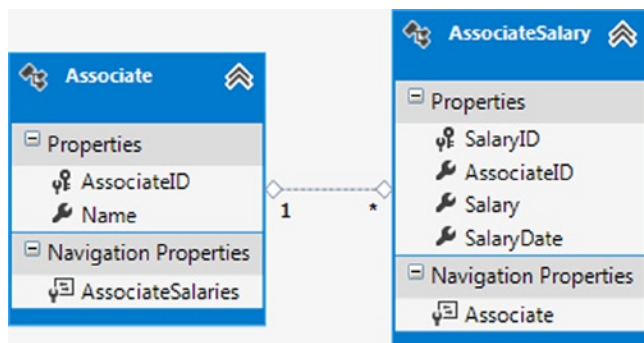 Associate
Properties
AssociateID
Name
Navigation Properties
AssociateSalaries
1
*
AssociateSalary
Properties
SalaryID
AssociateID
Salary
SalaryDate
Navigation Properties
Associate